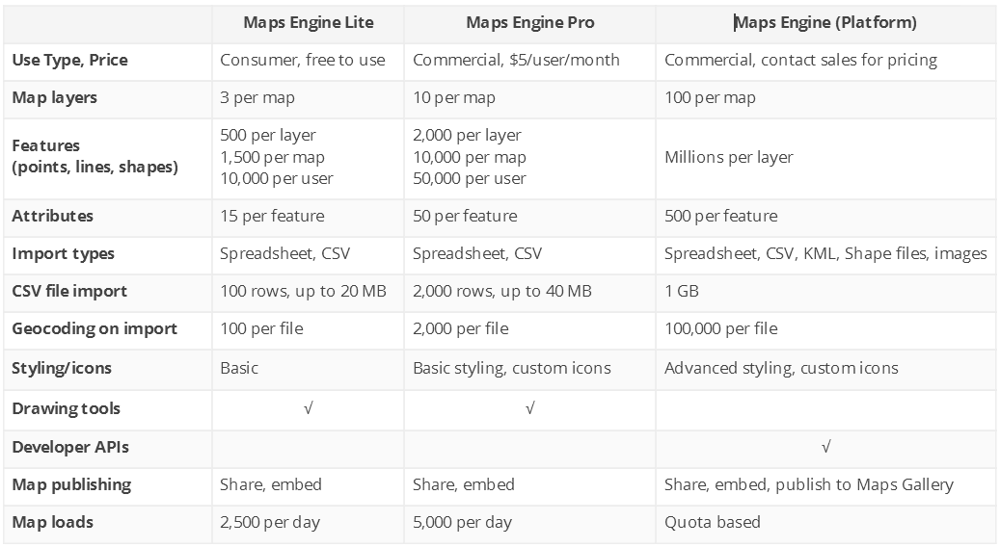 Maps Engine Lite Maps Engine Pro Maps Engine (Platform)
Use Type, Price Consumer, free to use Commercial, $5/user/month Commercial, contact sales for pricing
Map layers 3 per map 10 per map 100 per map
Features
(points, lines, shapes)
500 per layer
1,500 per map
10,000 per user
2,000 per layer
10,000 per map
50,000 per user
Millions per layer
Attributes 15 per feature 50 per feature 500 per feature
Import types Spreadsheet, CSV Spreadsheet, CSV Spreadsheet, CSV, KML, Shape files, images
CSV file import 100 rows, up to 20 MB 2,000 rows, up to 40 MB 1 GB
Geocoding on import 100 per file 2,000 per file 100,000 per file
Styling/icons Basic Basic styling, custom icons Advanced styling, custom icons
Drawing tools √ √
Developer APIs √
Map publishing Share, embed Share, embed Share, embed, publish to Maps Gallery
Map loads 2,500 per day 5,000 per day Quota based